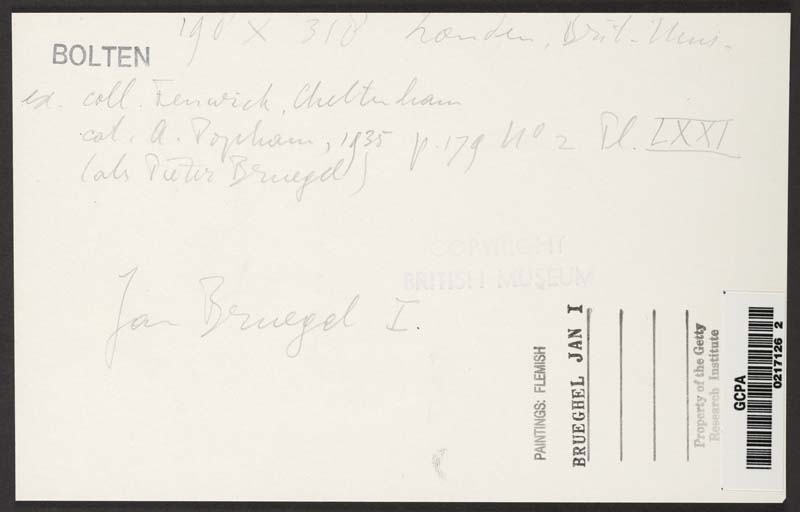 BOLTEN
190 X 318 London, Brit. Mus.
ex. coll. Fenwick, Cheltenham
cat. A. Popham, 1935 p. 179 No 2 Pl. LXXI
(als Pieter Bruegel)
COPYRIGHT
BRITISH MUSEUM
Jan Bruegel I.
PAINTINGS: FLEMISH
BRUEGHEL JAN I
Property of the Getty
Research Institute
GCPA
0217126 2